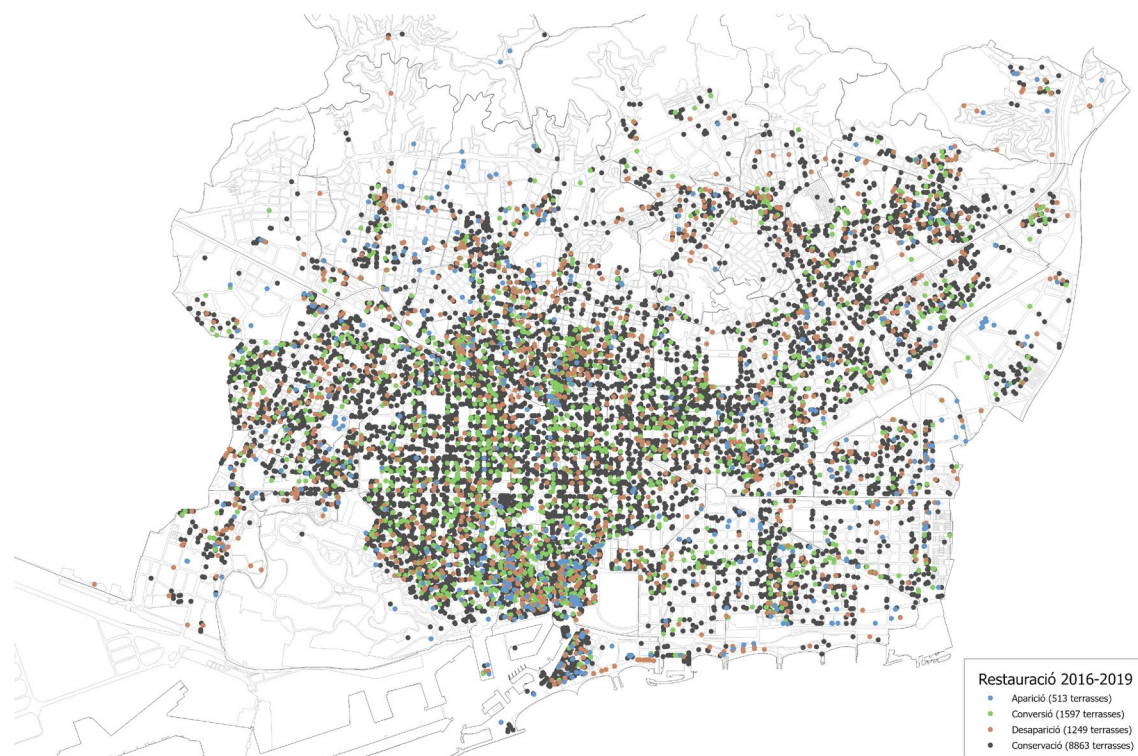 Restauració 2016-2019
Aparició (513 terrasses)
Conversió (1597 terrasses)
Desaparició (1249 terrasses)
Conservació (8863 terrasses)